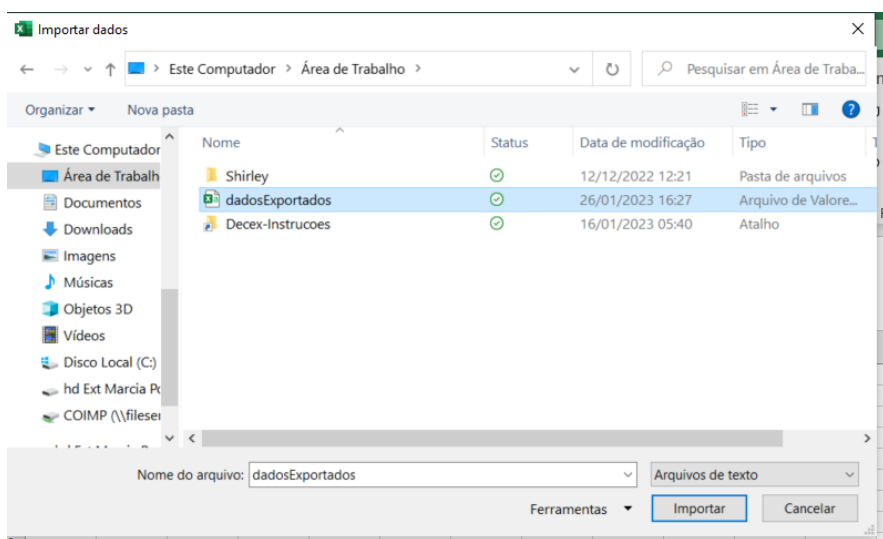 Importar dados
Este Computador > Área de Trabalho >
Pesquisar em Área de Traba...
Organizar
Nova pasta
Nome Status Data de modificação Tipo
Este Computador
Área de Trabalh
Documentos
Downloads
Imagens
Músicas
Objetos 3D
Vídeos
Disco Local (C:)
hd Ext Marcia Po
COIMP (\\fileser
Shirley 12/12/2022 12:21 Pasta de arquivos
dadosExportados 26/01/2023 16:27 Arquivo de Valore...
Decex-Instrucoes 16/01/2023 05:40 Atalho
Nome do arquivo: dadosExportados
Arquivos de texto
Ferramentas
Importar
Cancelar